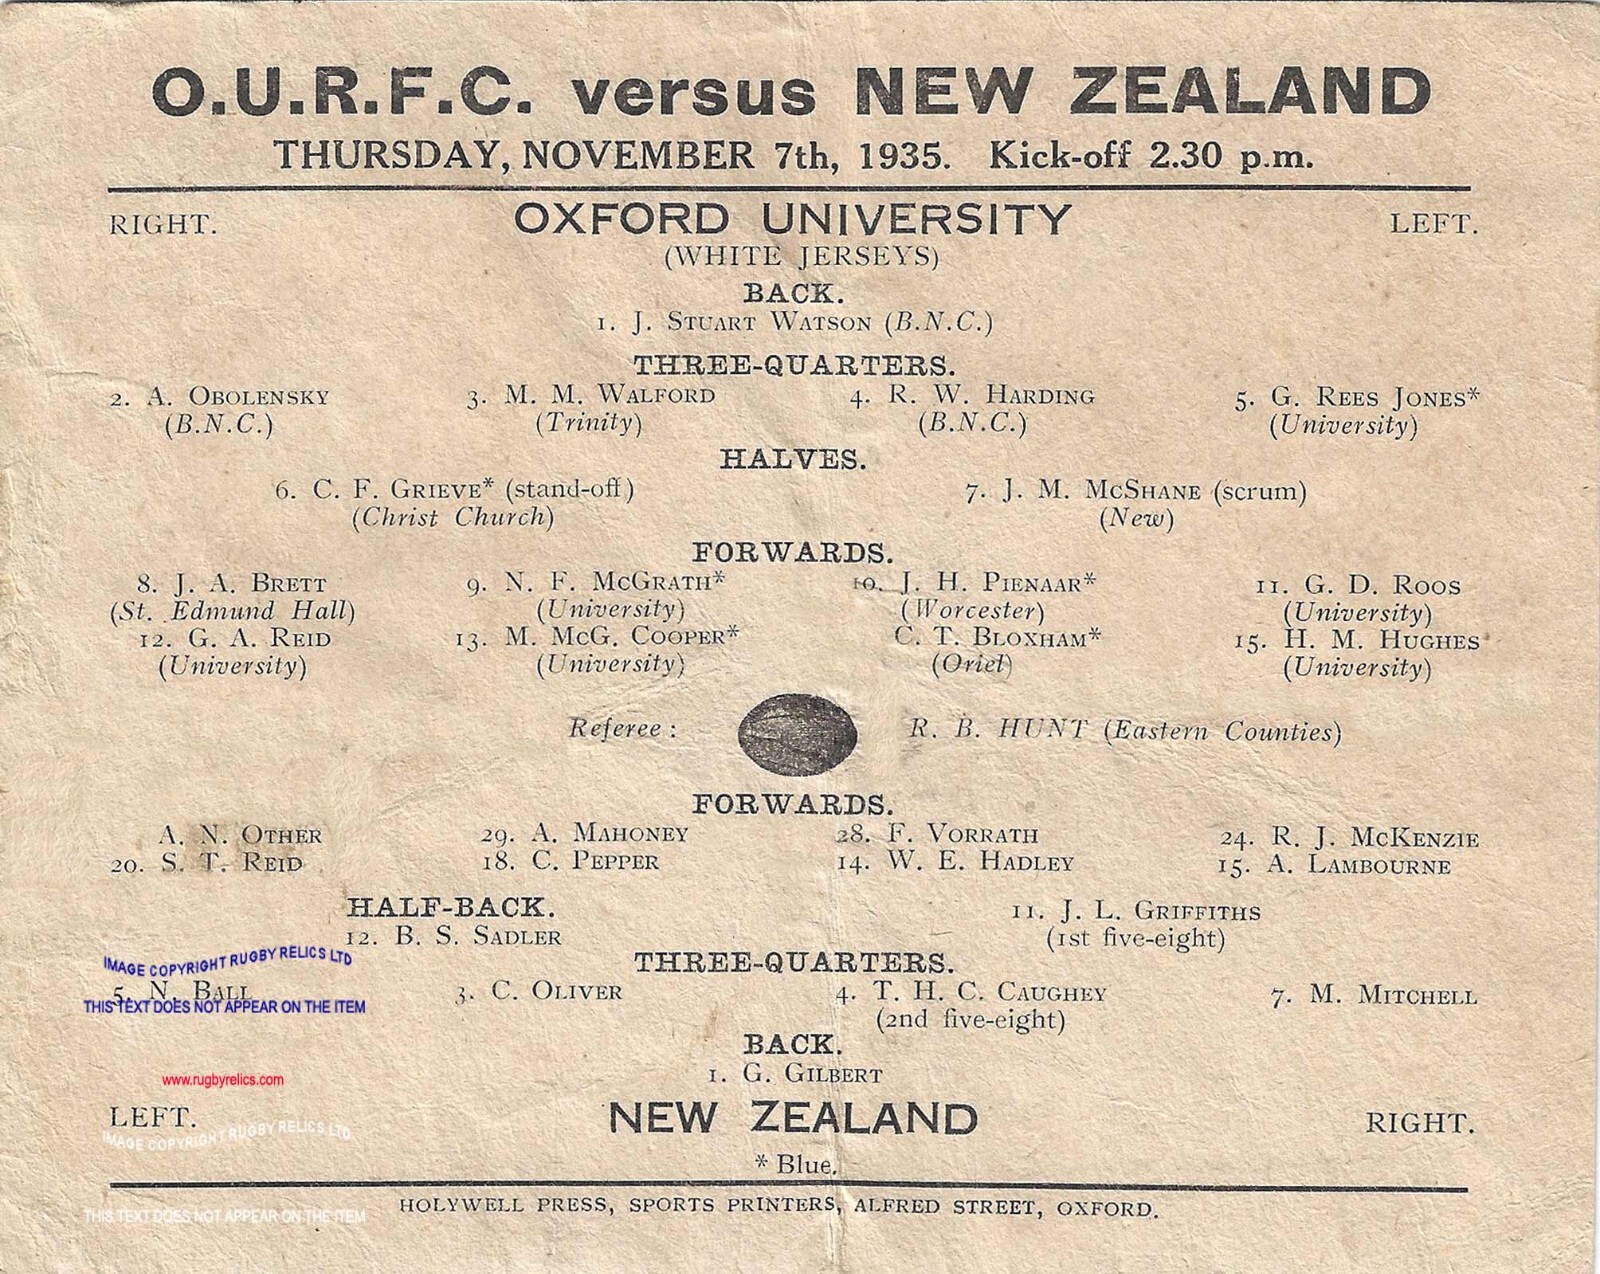 O.U.R.F.C. versus NEW ZEALAND
THURSDAY, NOVEMBER 7th, 1935. Kick-off 2.30 p.m.
RIGHT. OXFORD UNIVERSITY LEFT.
(WHITE JERSEYS)
BACK.
1. J. STUART WATSON (B.N.C.)
THREE-QUARTERS.
2. A. OBOLENSKY 3. M. M. WALFORD 4. R. W. HARDING 5. G. REES JONES*
(B.N.C.) (Trinity) (B.N.C.) (University)
HALVES.
6. C. F. GRIEVE* (stand-off) 7. J. M. MCSHANE (scrum)
(Christ Church) (New)
FORWARDS.
8. J. A. BRETT 9. N. F. MCGRATH* 10. J. H. PIENAAR* 11. G. D. ROOS
(St. Edmund Hall) (University) (Worcester) (University)
12. G. A. REID 13. M. MCG. COOPER* C. T. BLOXHAM* 15. H. M. HUGHES
(University) (University) (Oriel) (University)
Referee : R. B. HUNT (Eastern Counties)
FORWARDS.
A. N. OTHER 29. A. MAHONEY 28. F. VORRATH 24. R. J. MCKENZIE
20. S. T. REID 18. C. PEPPER 14. W. E. HADLEY 15. A. LAMBOURNE
HALF-BACK. 11. J. L. GRIFFITHS
12. B. S. SADLER (1st five-eight)
IMAGE COPYRIGHT RUGBY RELICS LTD
THREE-QUARTERS.
5. N. BALL 3. C. OLIVER 4. T. H. C. CAUGHEY 7. M. MITCHELL
THIS TEXT DOES NOT APPEAR ON THE ITEM
(2nd five-eight)
BACK.
1. G. GILBERT
www.rugbyrelics.com
LEFT. NEW ZEALAND RIGHT.
IMAGE COPYRIGHT RUGBY RELICS LTD
* Blue.
HOLYWELL PRESS, SPORTS PRINTERS, ALFRED STREET, OXFORD.
THIS TEXT DOES NOT APPEAR ON THE ITEM